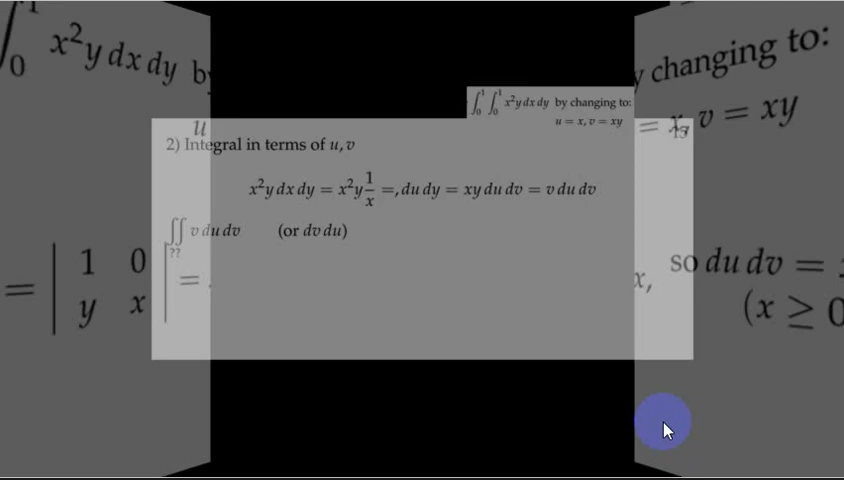 ∫₀¹ x²y dx dy by
y changing to:
= x, v = xy
∫₀¹ ∫₀¹ x²y dx dy by changing to:
u = x, v = xy
u
2) Integral in terms of u, v
x²y dx dy = x²y 1/x =, du dy = xy du dv = v du dv
∬?? v du dv (or dv du)
= | 1 0 |
| y x | =
x, so du dv =
(x ≥ 0